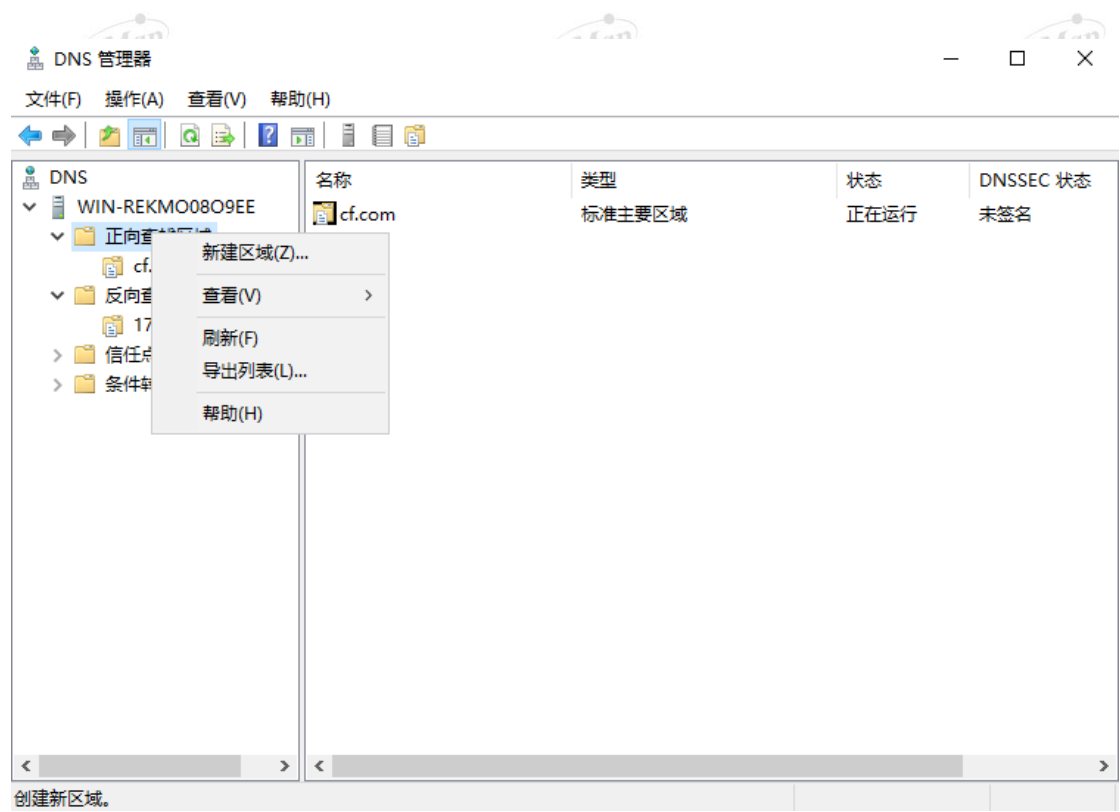 DNS 管理器
文件(F) 操作(A) 查看(V) 帮助(H)
DNS
WIN-REKMO08O9EE
正向查找区域
cf.
反向查
17
信任点
条件转
新建区域(Z)...
查看(V)
刷新(F)
导出列表(L)...
帮助(H)
名称 类型 状态 DNSSEC 状态
cf.com 标准主要区域 正在运行 未签名
创建新区域。